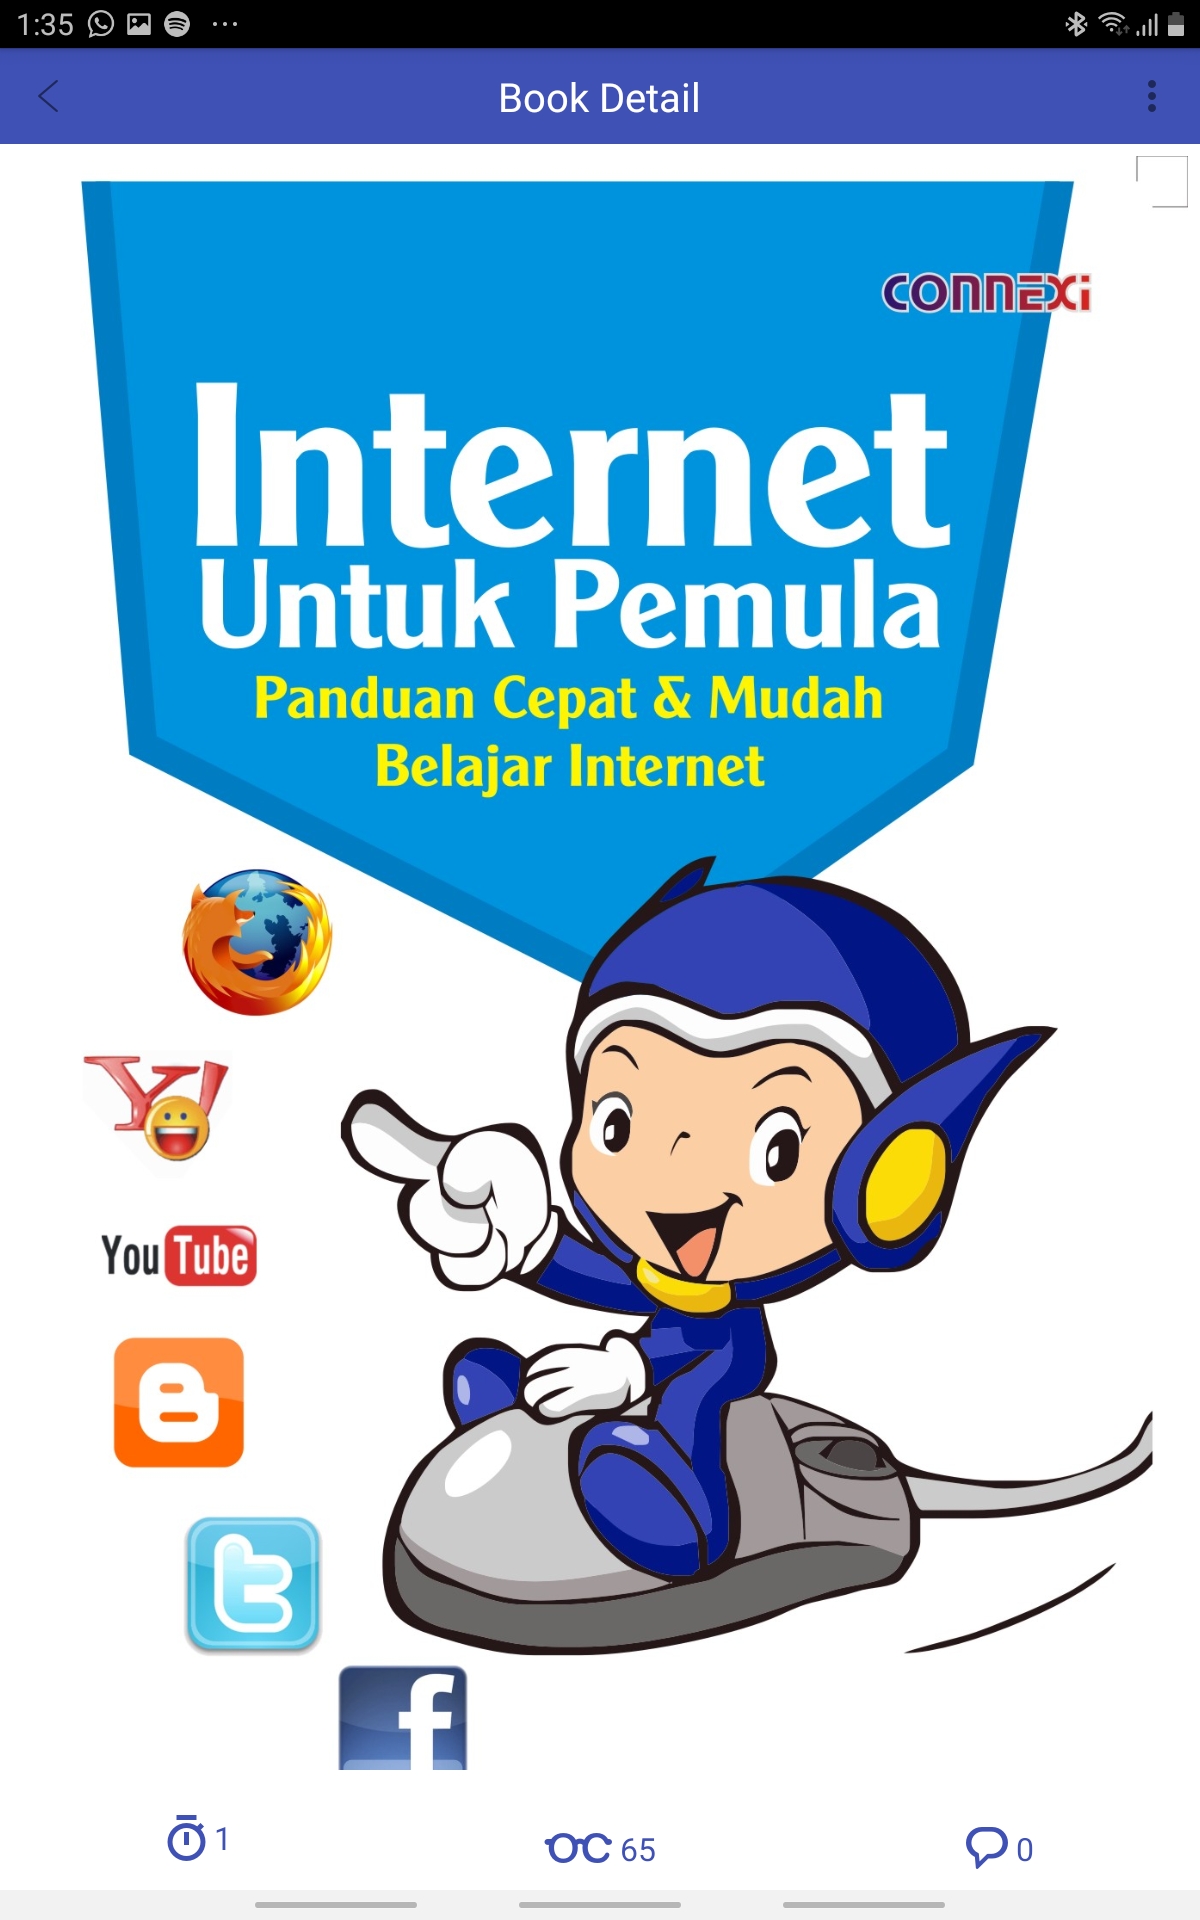 1:35
Book Detail
CONNEXi
Internet
Untuk Pemula
Panduan Cepat & Mudah
Belajar Internet
Y!
YouTube
B
t
f
1
65
0